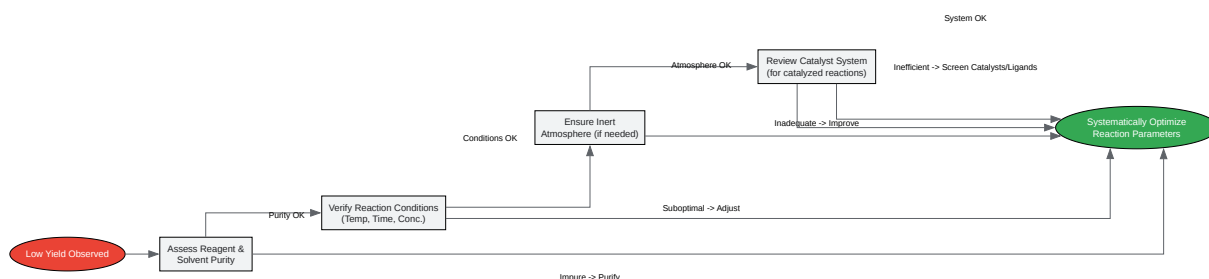 System OK
Review Catalyst System
(for catalyzed reactions)
Atmosphere OK
Inefficient -> Screen Catalysts/Ligands
Ensure Inert
Atmosphere (if needed)
Inadequate -> Improve
Systematically Optimize
Reaction Parameters
Conditions OK
Verify Reaction Conditions
(Temp, Time, Conc.)
Suboptimal -> Adjust
Purity OK
Low Yield Observed
Assess Reagent &
Solvent Purity
Impure -> Purify